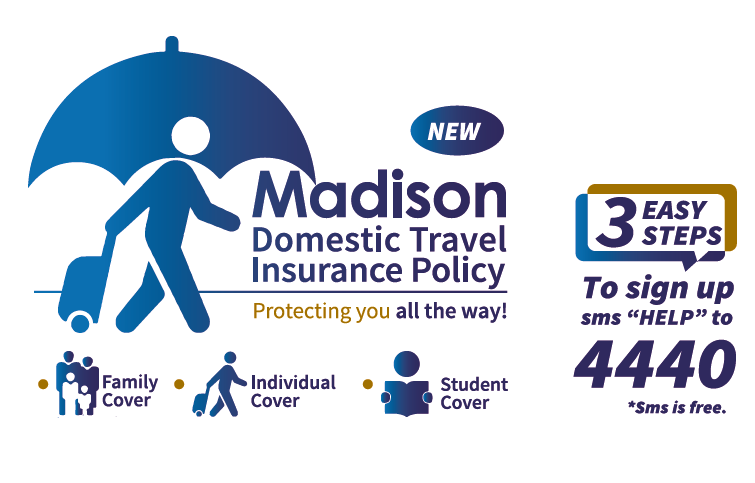 NEW
Madison
Domestic Travel
Insurance Policy
Protecting you all the way!
Family
Cover
Individual
Cover
Student
Cover
3 EASY
STEPS
To sign up
sms “HELP” to
4440
*Sms is free.